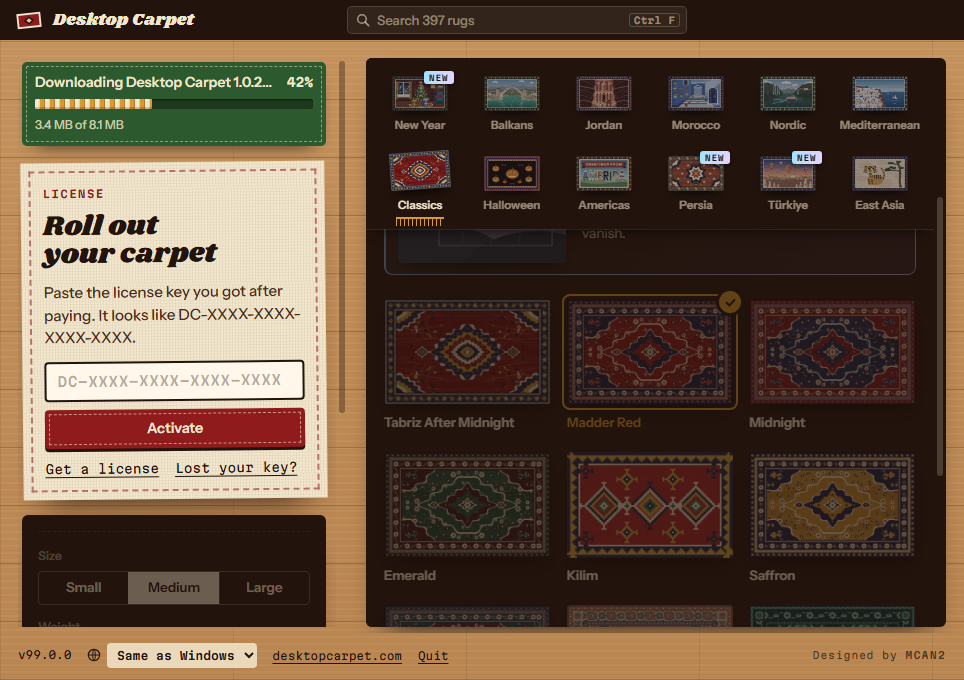 Desktop Carpet
Search 397 rugs
Ctrl F
Downloading Desktop Carpet 1.0.2... 42%
3.4 MB of 8.1 MB
LICENSE
Roll out
your carpet
Paste the license key you got after
paying. It looks like DC-XXXX-XXXX-
XXXX-XXXX.
DC-XXXX-XXXX-XXXX-XXXX
Activate
Get a license Lost your key?
Size
Small Medium Large
Weight
NEW
New Year Balkans Jordan Morocco Nordic Mediterranean
NEW NEW
Classics Halloween Americas Persia Türkiye East Asia
vanish.
Tabriz After Midnight Madder Red Midnight
Emerald Kilim Saffron
v99.0.0 Same as Windows desktopcarpet.com Quit
Designed by MCAN2